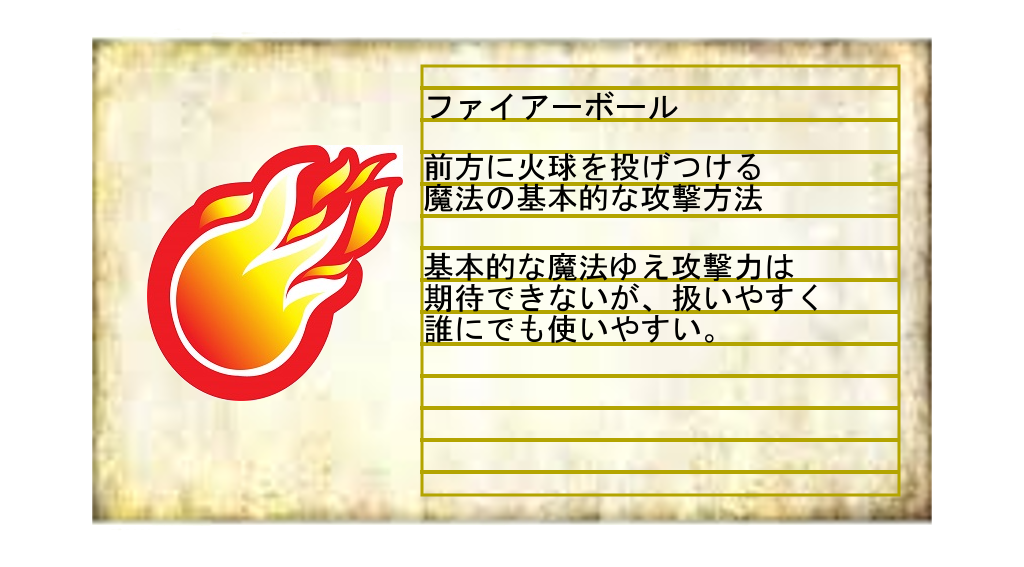 ファイアーボール
前方に火球を投げつける
魔法の基本的な攻撃方法
基本的な魔法ゆえ攻撃力は
期待できないが、扱いやすく
誰にでも使いやすい。